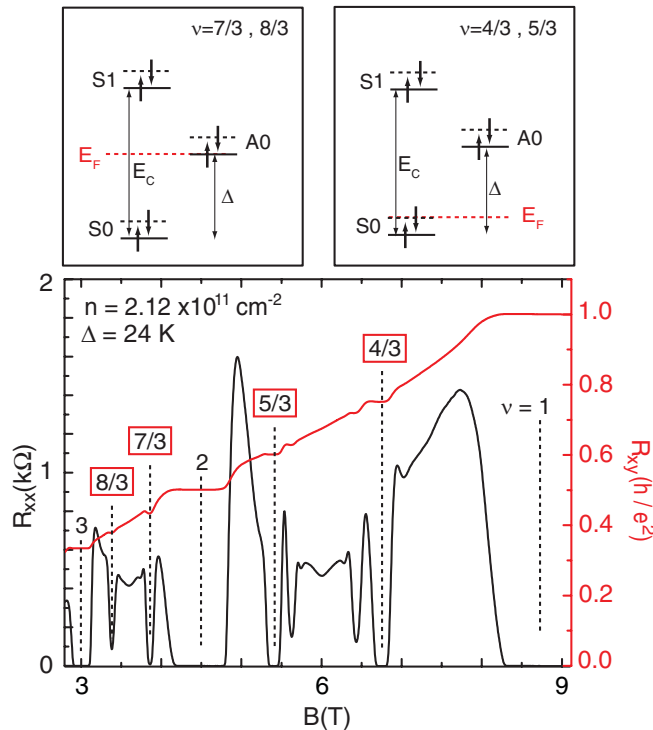 ν=7/3 , 8/3
S1
A0
E_F
E_C
Δ
S0
ν=4/3, 5/3
S1
A0
E_C
Δ
S0
E_F
n = 2.12 x10^11 cm^-2
Δ = 24 K
3
8/3
7/3
2
5/3
4/3
ν = 1
2
1
0
R_xx(kΩ)
1.0
0.8
0.6
0.4
0.2
0.0
R_xy(h / e^2)
3
6
9
B(T)